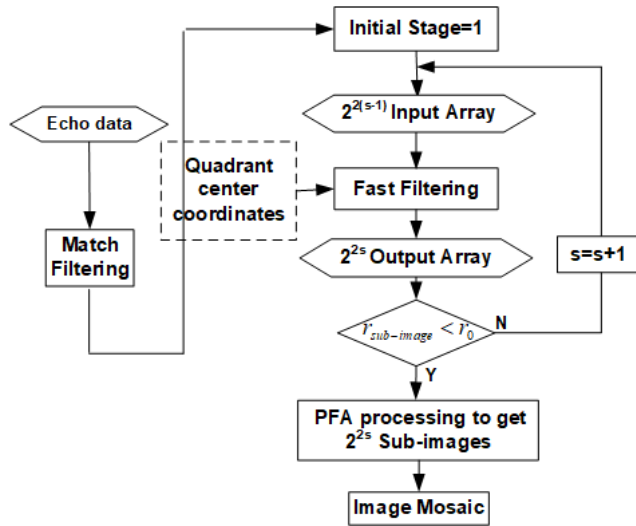 Echo data
Match
Filtering
Initial Stage=1
2^{2(s-1)} Input Array
Quadrant
center
coordinates
Fast Filtering
2^{2s} Output Array
s=s+1
r_{sub-image} < r_0
N
Y
PFA processing to get
2^{2s} Sub-images
Image Mosaic